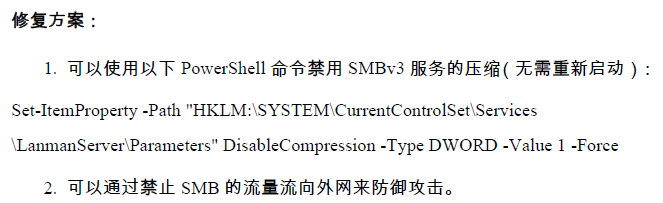 修复方案：
1. 可以使用以下 PowerShell 命令禁用 SMBv3 服务的压缩（无需重新启动）：
Set-ItemProperty -Path "HKLM:\SYSTEM\CurrentControlSet\Services
\LanmanServer\Parameters" DisableCompression -Type DWORD -Value 1 -Force
2. 可以通过禁止 SMB 的流量流向外网来防御攻击。